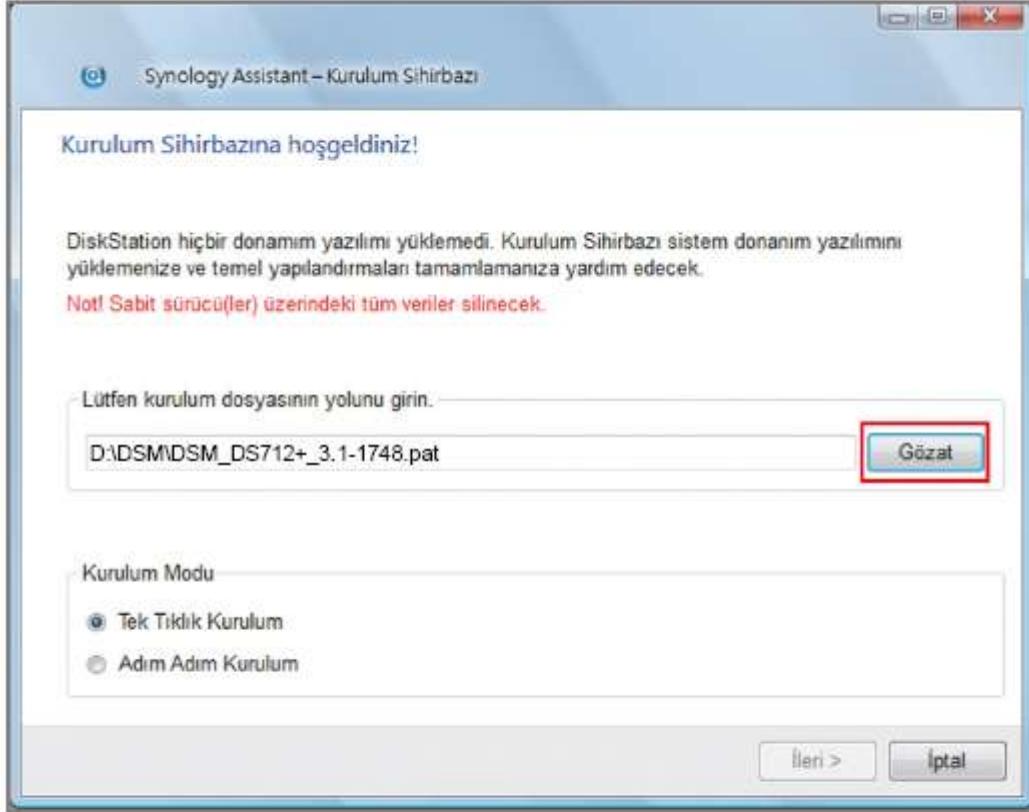 Synology Assistant – Kurulum Sihirbazı
Kurulum Sihirbazına hoşgeldiniz!
DiskStation hiçbir donamım yazılımı yüklemedi. Kurulum Sihirbazı sistem donanım yazılımını
yüklemenize ve temel yapılandırmaları tamamlamanıza yardım edecek.
Not! Sabit sürücü(ler) üzerindeki tüm veriler silinecek.
Lütfen kurulum dosyasının yolunu girin.
D:\DSM\DSM_DS712+_3.1-1748.pat
Gözat
Kurulum Modu
Tek Tıklık Kurulum
Adım Adım Kurulum
İleri >
İptal